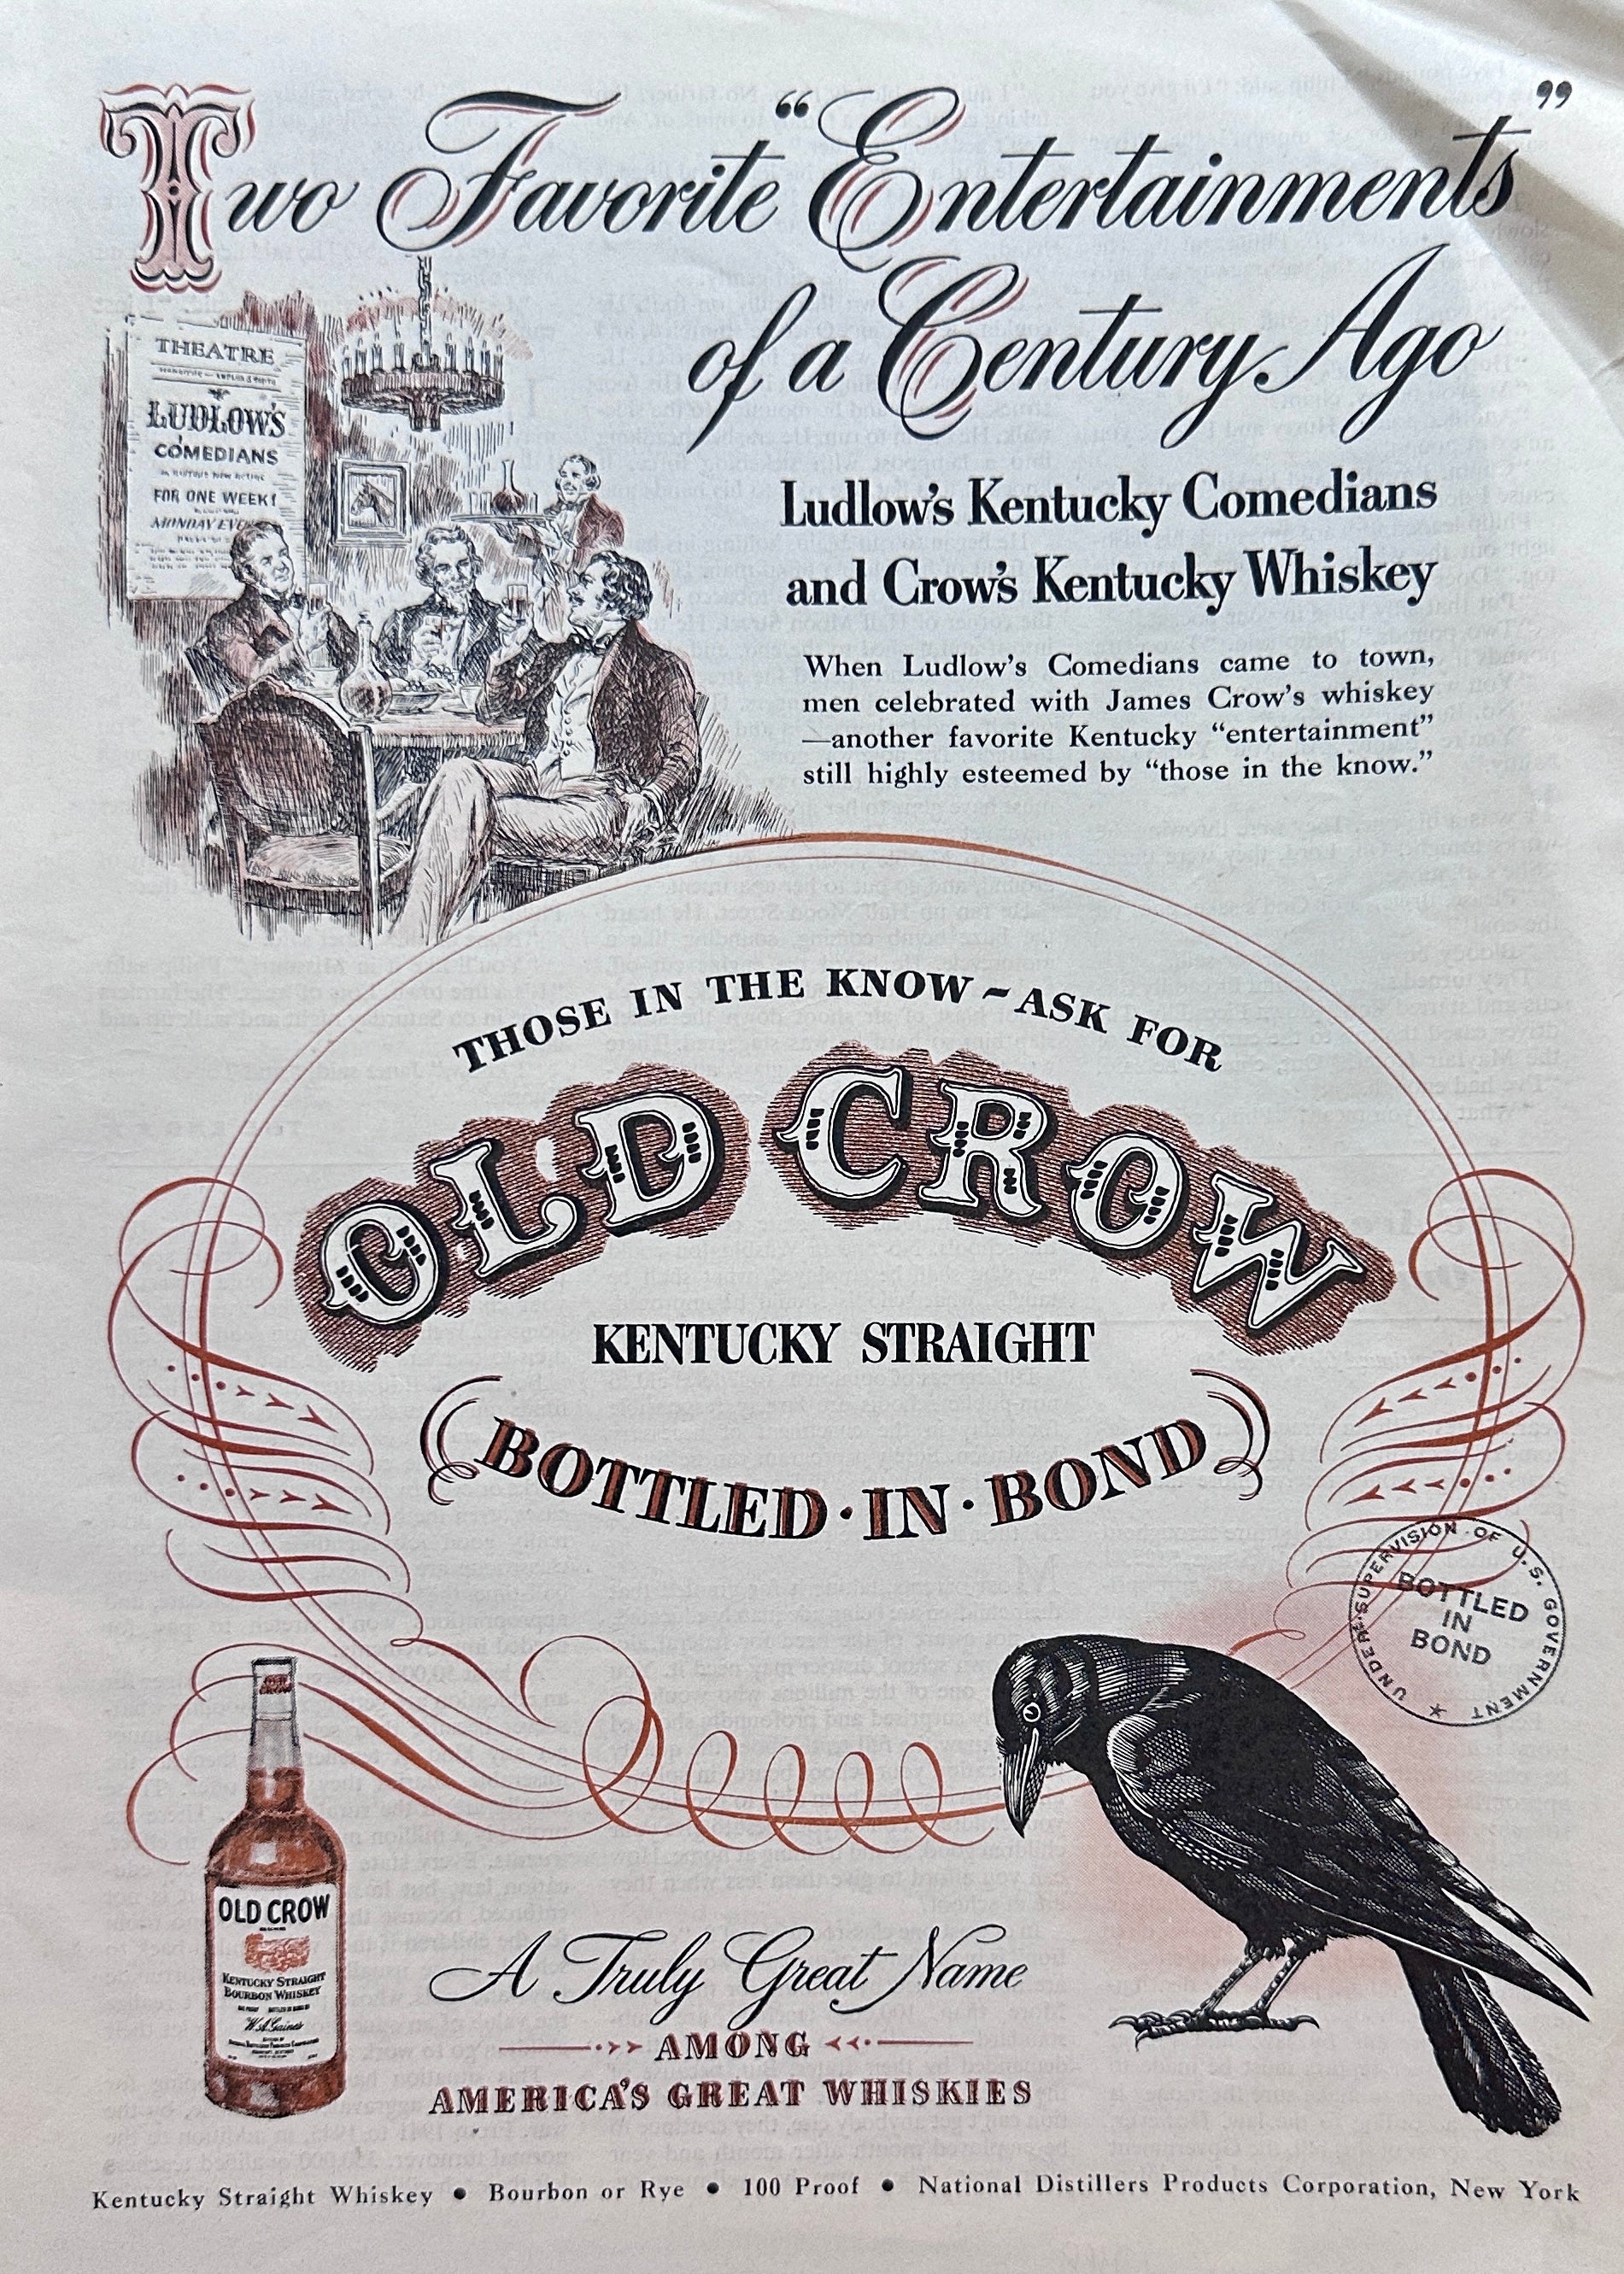 Two Favorite “Entertainments”
of a Century Ago
THEATRE
LUDLOW'S
COMEDIANS
FOR ONE WEEK!
MONDAY
Ludlow's Kentucky Comedians
and Crow's Kentucky Whiskey
When Ludlow's Comedians came to town,
men celebrated with James Crow's whiskey
—another favorite Kentucky “entertainment”
still highly esteemed by “those in the know.”
THOSE IN THE KNOW~ASK FOR
OLD CROW
KENTUCKY STRAIGHT
BOTTLED·IN·BOND
UNDER SUPERVISION OF U.S. GOVERNMENT
BOTTLED
IN
BOND
OLD CROW
KENTUCKY STRAIGHT
BOURBON WHISKEY
W.A. Gaines
A Truly Great Name
AMONG
AMERICA'S GREAT WHISKIES
Kentucky Straight Whiskey • Bourbon or Rye • 100 Proof • National Distillers Products Corporation, New York